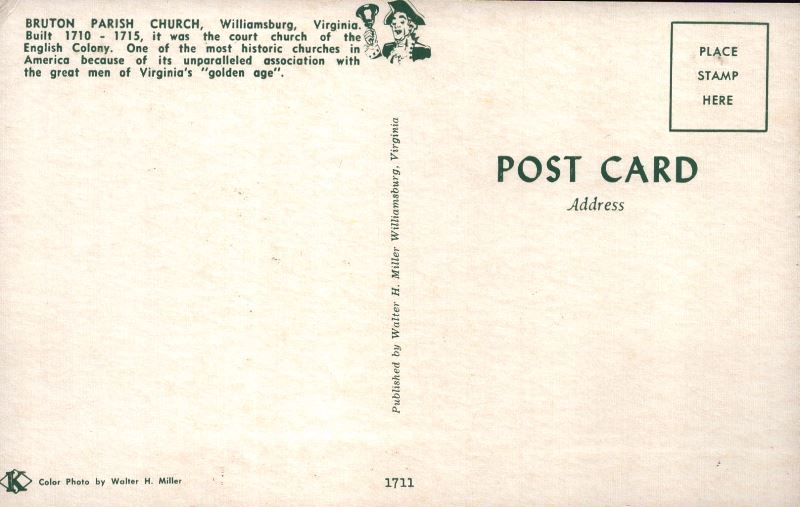 BRUTON PARISH CHURCH, Williamsburg, Virginia.
Built 1710 - 1715, it was the court church of the
English Colony. One of the most historic churches in
America because of its unparalleled association with
the great men of Virginia's "golden age".
PLACE
STAMP
HERE
POST CARD
Address
Published by Walter H. Miller Williamsburg, Virginia
K
Color Photo by Walter H. Miller
1711